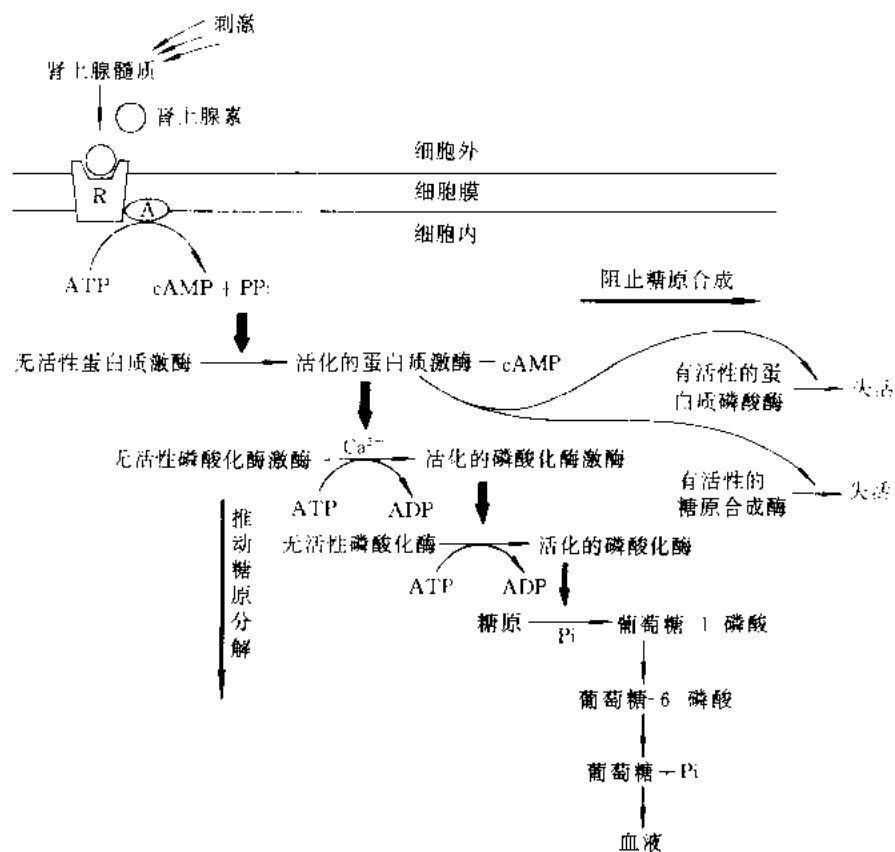 刺激
肾上腺髓质
肾上腺素
细胞外
R
细胞膜
A
细胞内
ATP
cAMP + PPi
阻止糖原合成
无活性蛋白质激酶
活化的蛋白质激酶－cAMP
有活性的蛋
白质磷酸酶
失活
Ca²⁺
无活性磷酸化酶激酶
活化的磷酸化酶激酶
有活性的
糖原合成酶
失活
ATP
ADP
推动糖原分解
无活性磷酸化酶
活化的磷酸化酶
ATP
ADP
糖原
Pi
葡萄糖 1 磷酸
葡萄糖-6 磷酸
葡萄糖－Pi
血液